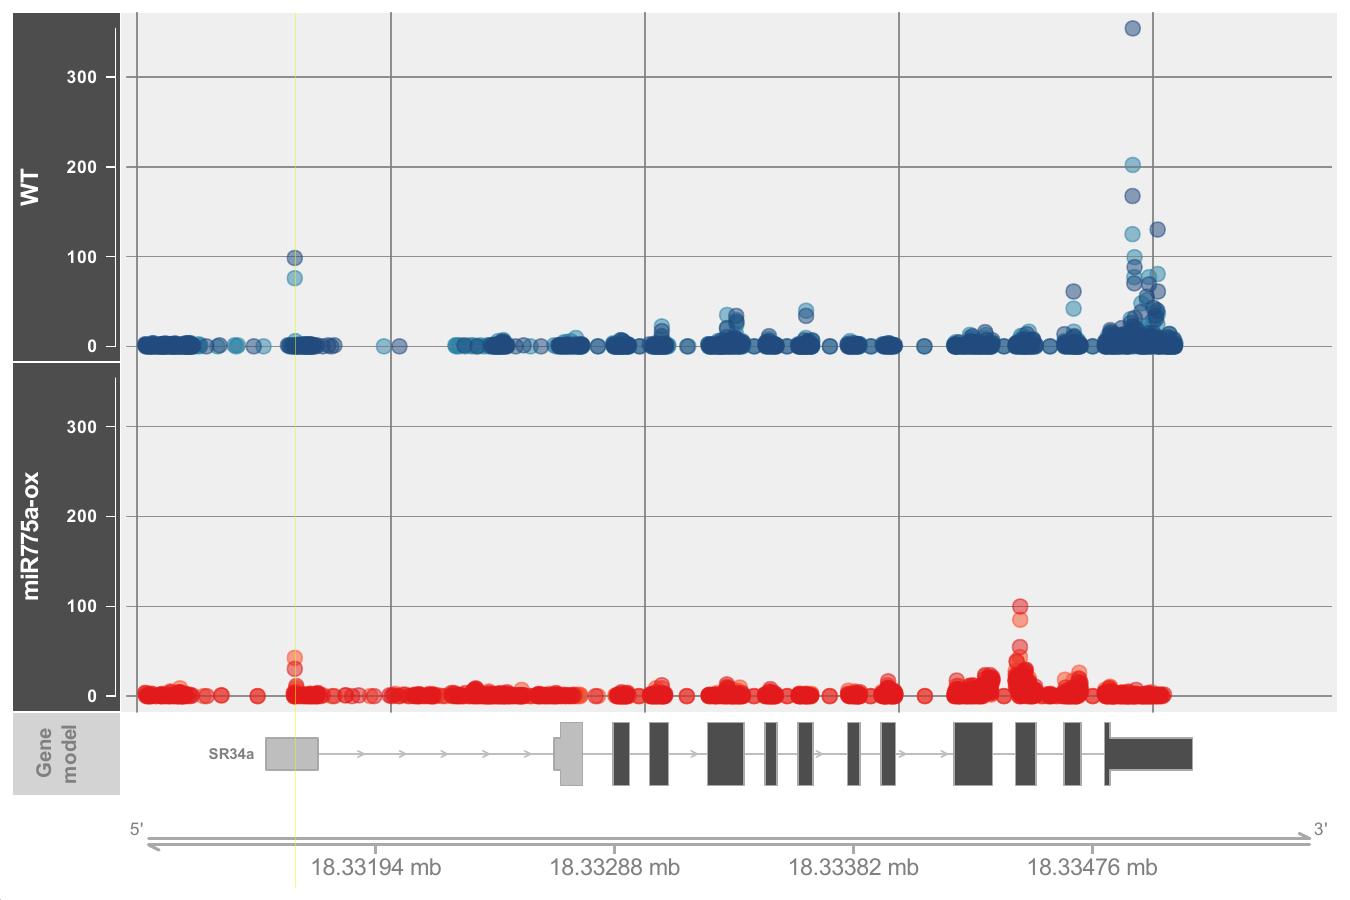 300
200
100
0
WT
300
200
100
0
miR775a-ox
Gene
model
SR34a
5'
3'
18.33194 mb
18.33288 mb
18.33382 mb
18.33476 mb